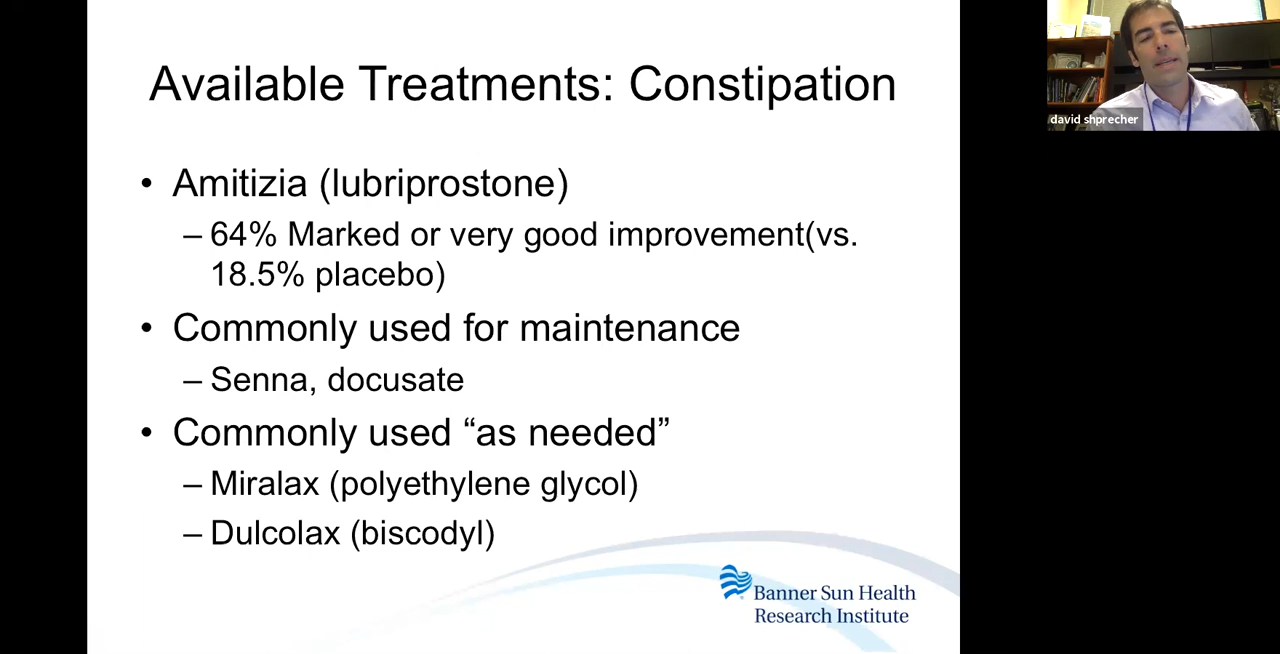 Available Treatments: Constipation
• Amitizia (lubriprostone)
– 64% Marked or very good improvement(vs.
18.5% placebo)
• Commonly used for maintenance
– Senna, docusate
• Commonly used “as needed”
– Miralax (polyethylene glycol)
– Dulcolax (biscodyl)
Banner Sun Health
Research Institute
david shprecher